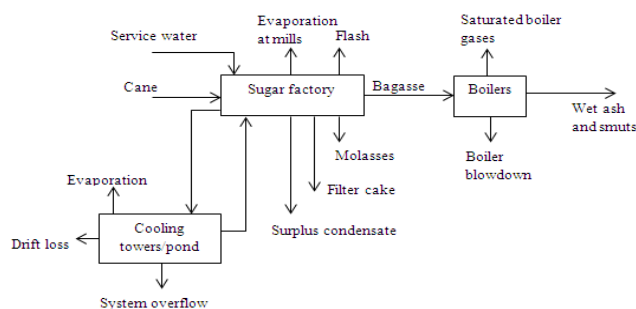 Service water
Evaporation
at mills
Flash
Saturated boiler
gases
Cane
Sugar factory
Bagasse
Boilers
Wet ash
and smuts
Molasses
Boiler
blowdown
Filter cake
Evaporation
Surplus condensate
Cooling
towers/pond
Drift loss
System overflow